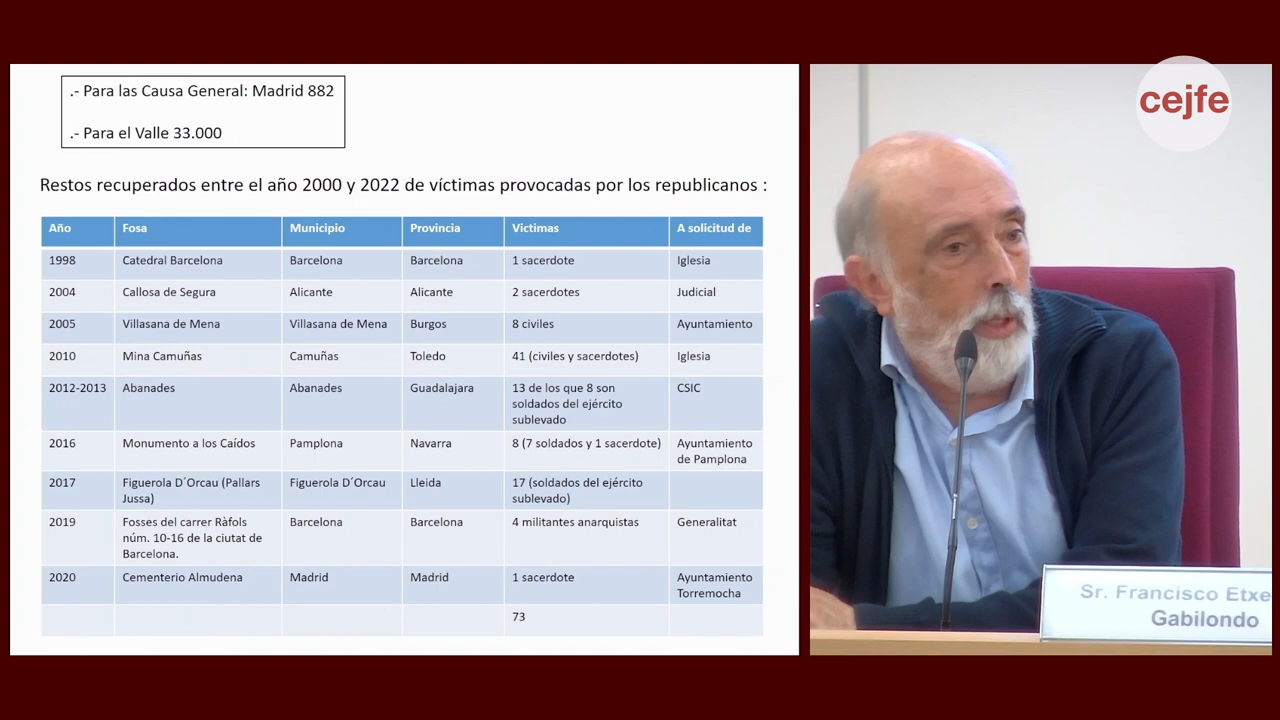 .- Para las Causa General: Madrid 882
.- Para el Valle 33.000
Restos recuperados entre el año 2000 y 2022 de víctimas provocadas por los republicanos :
Año Fosa Municipio Provincia Victimas A solicitud de
1998 Catedral Barcelona Barcelona Barcelona 1 sacerdote Iglesia
2004 Callosa de Segura Alicante Alicante 2 sacerdotes Judicial
2005 Villasana de Mena Villasana de Mena Burgos 8 civiles Ayuntamiento
2010 Mina Camuñas Camuñas Toledo 41 (civiles y sacerdotes) Iglesia
2012-2013 Abanades Abanades Guadalajara 13 de los que 8 son CSIC
soldados del ejército
sublevado
2016 Monumento a los Caídos Pamplona Navarra 8 (7 soldados y 1 sacerdote) Ayuntamiento
de Pamplona
2017 Figuerola D´Orcau (Pallars Figuerola D´Orcau Lleida 17 (soldados del ejército
Jussa) sublevado)
2019 Fosses del carrer Ràfols Barcelona Barcelona 4 militantes anarquistas Generalitat
núm. 10-16 de la ciutat de
Barcelona.
2020 Cementerio Almudena Madrid Madrid 1 sacerdote Ayuntamiento
Torremocha
73
cejfe
Sr. Francisco Etxe
Gabilondo